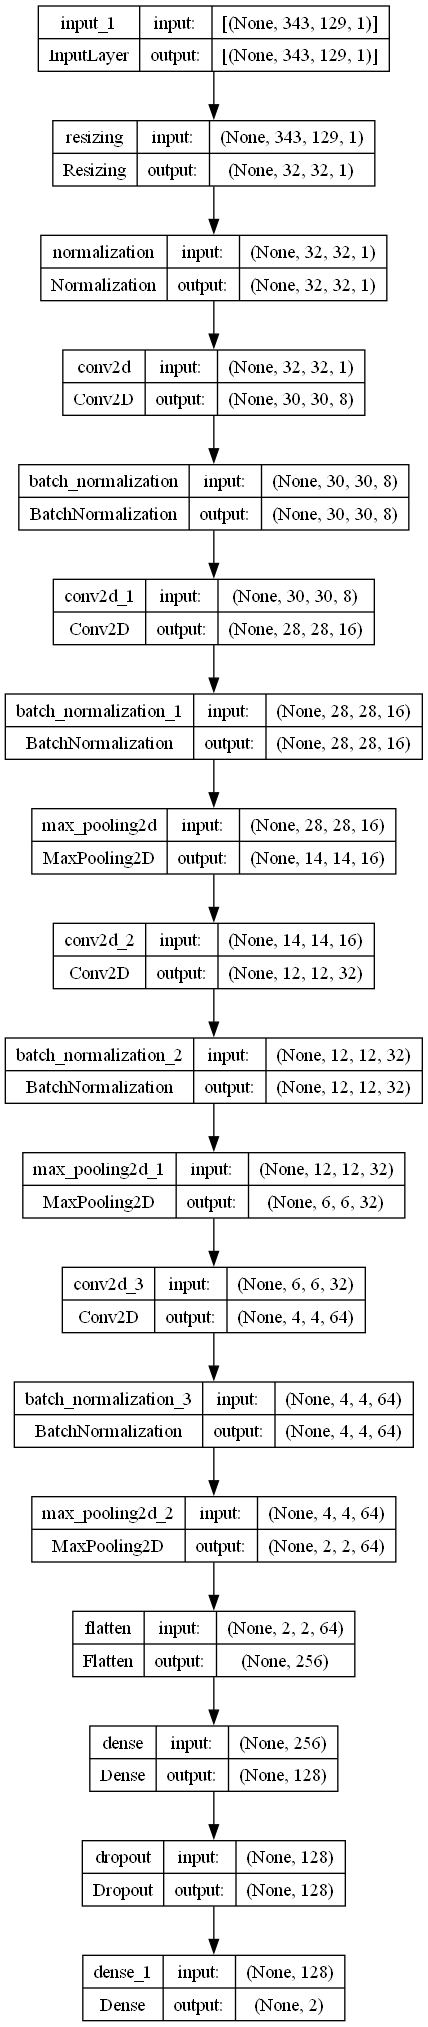 input_1 input: [(None, 343, 129, 1)]
InputLayer output: [(None, 343, 129, 1)]
resizing input: (None, 343, 129, 1)
Resizing output: (None, 32, 32, 1)
normalization input: (None, 32, 32, 1)
Normalization output: (None, 32, 32, 1)
conv2d input: (None, 32, 32, 1)
Conv2D output: (None, 30, 30, 8)
batch_normalization input: (None, 30, 30, 8)
BatchNormalization output: (None, 30, 30, 8)
conv2d_1 input: (None, 30, 30, 8)
Conv2D output: (None, 28, 28, 16)
batch_normalization_1 input: (None, 28, 28, 16)
BatchNormalization output: (None, 28, 28, 16)
max_pooling2d input: (None, 28, 28, 16)
MaxPooling2D output: (None, 14, 14, 16)
conv2d_2 input: (None, 14, 14, 16)
Conv2D output: (None, 12, 12, 32)
batch_normalization_2 input: (None, 12, 12, 32)
BatchNormalization output: (None, 12, 12, 32)
max_pooling2d_1 input: (None, 12, 12, 32)
MaxPooling2D output: (None, 6, 6, 32)
conv2d_3 input: (None, 6, 6, 32)
Conv2D output: (None, 4, 4, 64)
batch_normalization_3 input: (None, 4, 4, 64)
BatchNormalization output: (None, 4, 4, 64)
max_pooling2d_2 input: (None, 4, 4, 64)
MaxPooling2D output: (None, 2, 2, 64)
flatten input: (None, 2, 2, 64)
Flatten output: (None, 256)
dense input: (None, 256)
Dense output: (None, 128)
dropout input: (None, 128)
Dropout output: (None, 128)
dense_1 input: (None, 128)
Dense output: (None, 2)